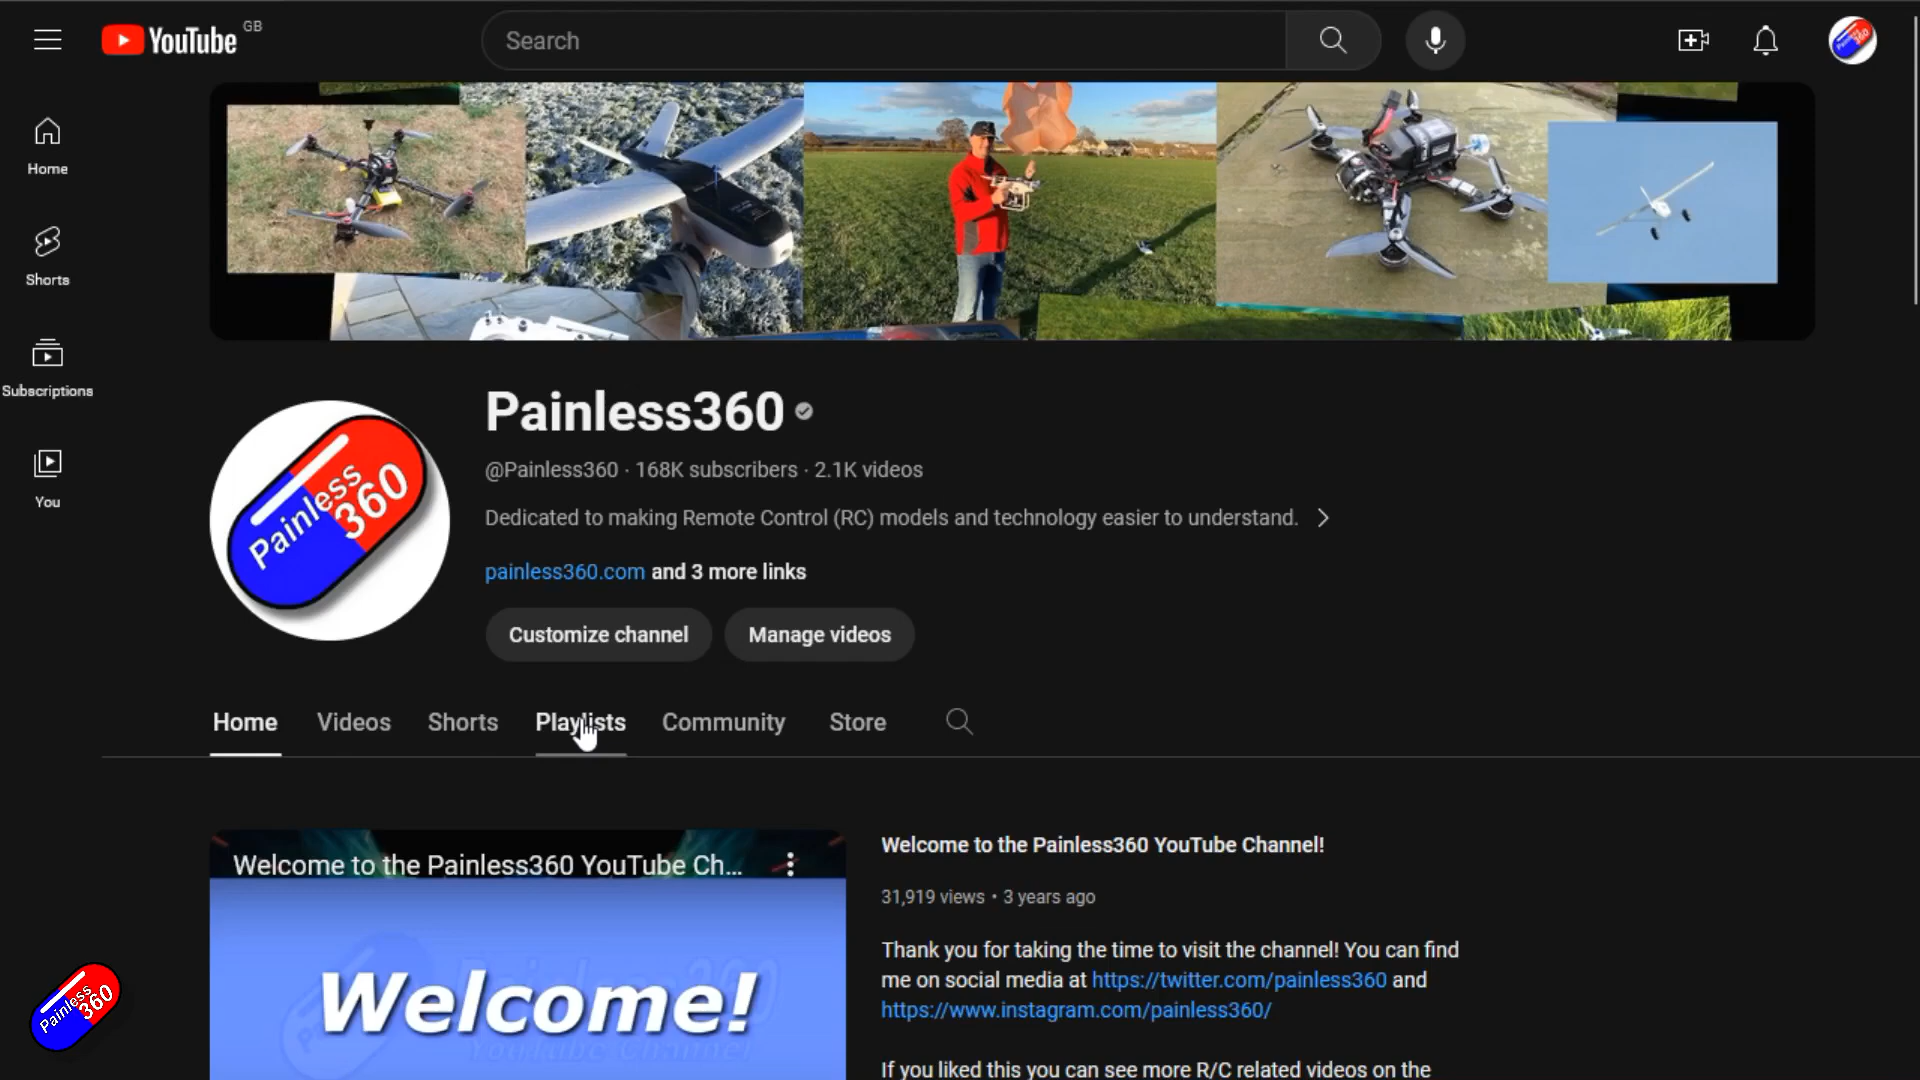 YouTube GB
Search
Home
Shorts
Subscriptions
You
Painless360
Painless
360
@Painless360 · 168K subscribers · 2.1K videos
Dedicated to making Remote Control (RC) models and technology easier to understand.
painless360.com and 3 more links
Customize channel
Manage videos
Home Videos Shorts Playlists Community Store
Welcome to the Painless360 YouTube Ch...
Welcome!
YouTube Channel
Welcome to the Painless360 YouTube Channel!
31,919 views • 3 years ago
Thank you for taking the time to visit the channel! You can find
me on social media at https://twitter.com/painless360 and
https://www.instagram.com/painless360/
If you liked this you can see more R/C related videos on the
Painless
360